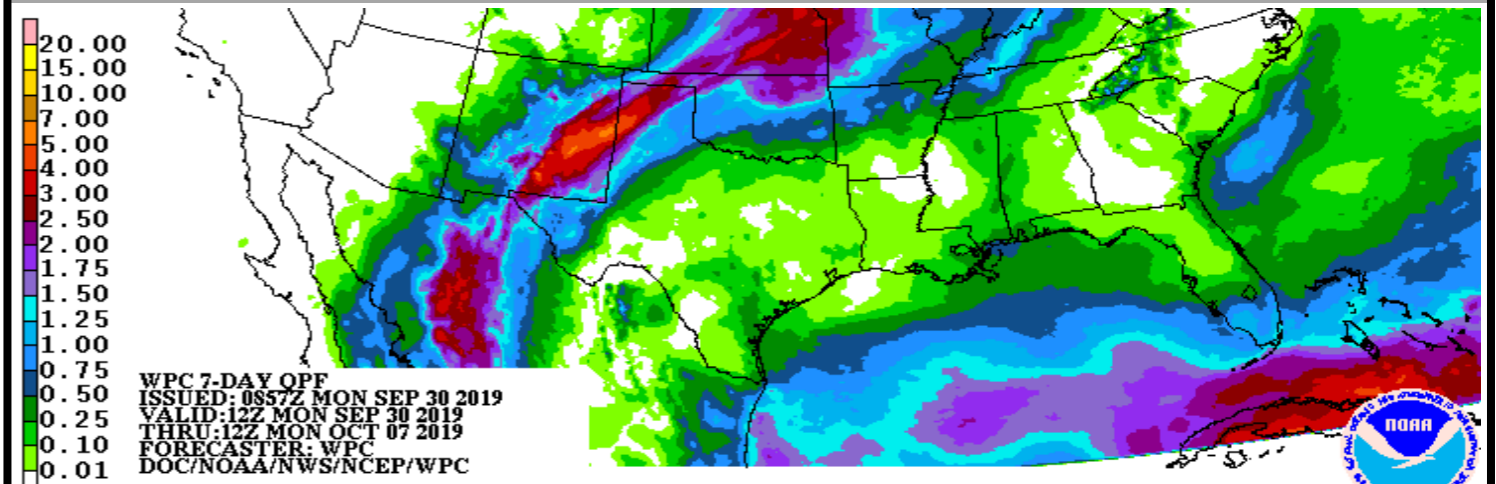 20.00
15.00
10.00
7.00
5.00
4.00
3.00
2.50
2.00
1.75
1.50
1.25
1.00
0.75
0.50
0.25
0.10
0.01
WPC 7-DAY QPF
ISSUED: 0857Z MON SEP 30 2019
VALID:12Z MON SEP 30 2019
THRU:12Z MON OCT 07 2019
FORECASTER: WPC
DOC/NOAA/NWS/NCEP/WPC
NOAA